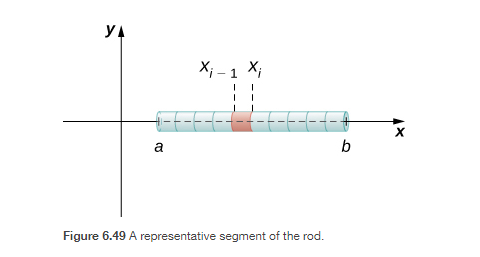 y
x_{i – 1} x_i
x
a
b
Figure 6.49 A representative segment of the rod.